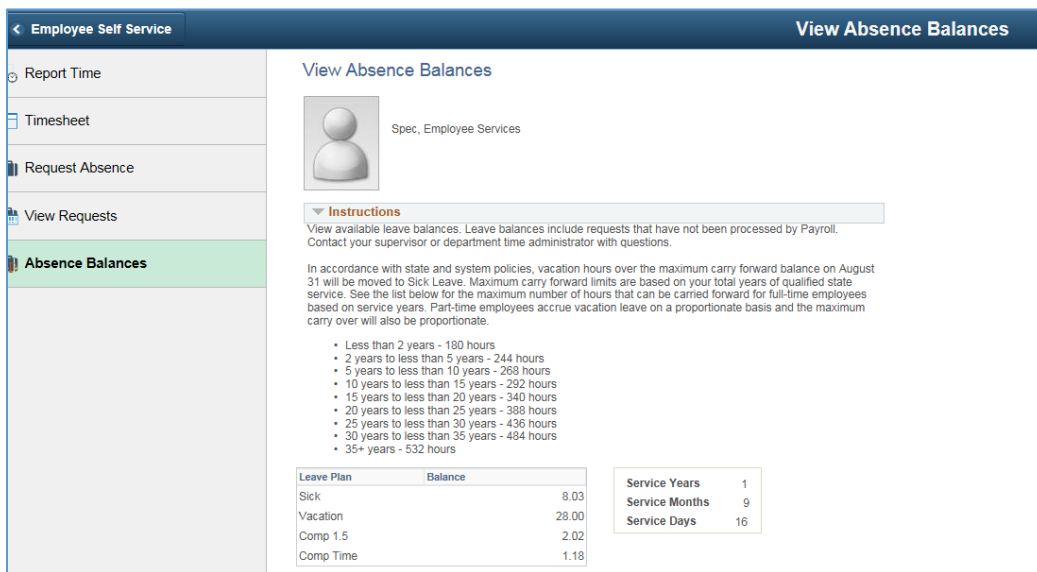 Employee Self Service
View Absence Balances
Report Time
Timesheet
Request Absence
View Requests
Absence Balances
View Absence Balances
Spec, Employee Services
Instructions
View available leave balances. Leave balances include requests that have not been processed by Payroll.
Contact your supervisor or department time administrator with questions.
In accordance with state and system policies, vacation hours over the maximum carry forward balance on August
31 will be moved to Sick Leave. Maximum carry forward limits are based on your total years of qualified state
service. See the list below for the maximum number of hours that can be carried forward for full-time employees
based on service years. Part-time employees accrue vacation leave on a proportionate basis and the maximum
carry over will also be proportionate.
• Less than 2 years - 180 hours
• 2 years to less than 5 years - 244 hours
• 5 years to less than 10 years - 268 hours
• 10 years to less than 15 years - 292 hours
• 15 years to less than 20 years - 340 hours
• 20 years to less than 25 years - 388 hours
• 25 years to less than 30 years - 436 hours
• 30 years to less than 35 years - 484 hours
• 35+ years - 532 hours
Leave Plan Balance
Sick 8.03
Vacation 28.00
Comp 1.5 2.02
Comp Time 1.18
Service Years 1
Service Months 9
Service Days 16